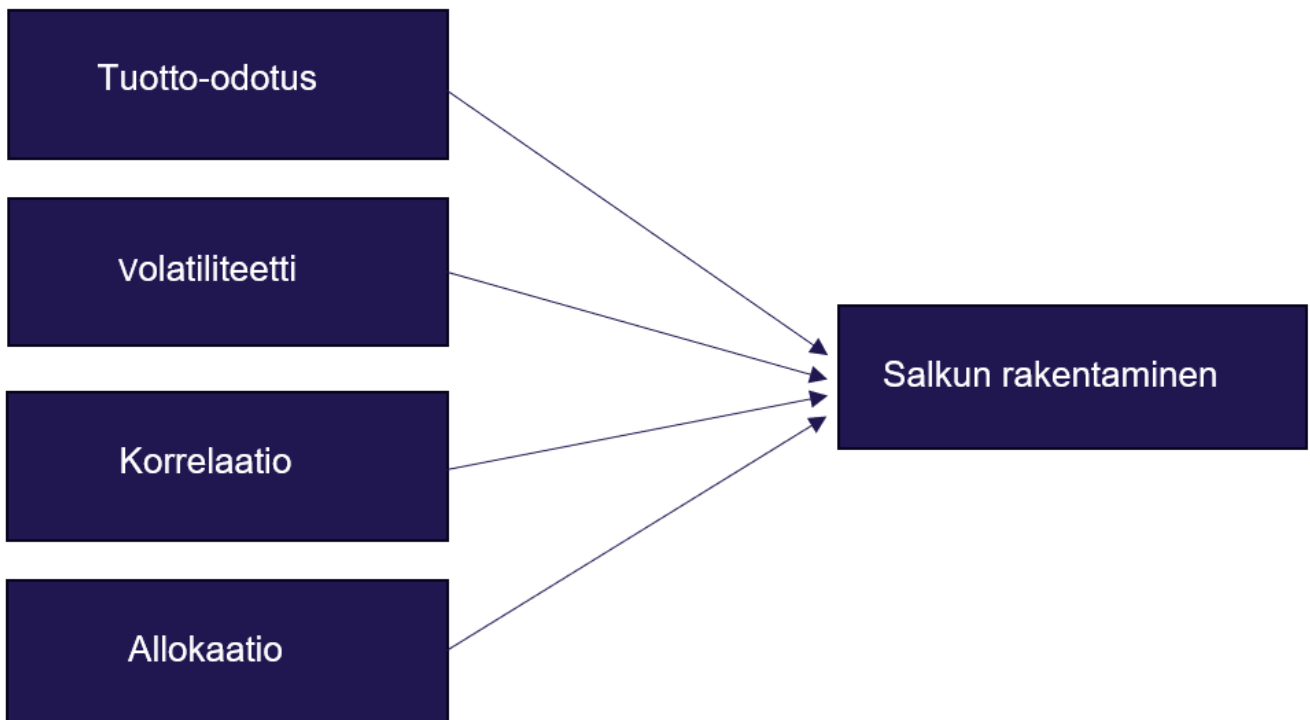 Tuotto-odotus
Volatiliteetti
Korrelaatio
Allokaatio
Salkun rakentaminen